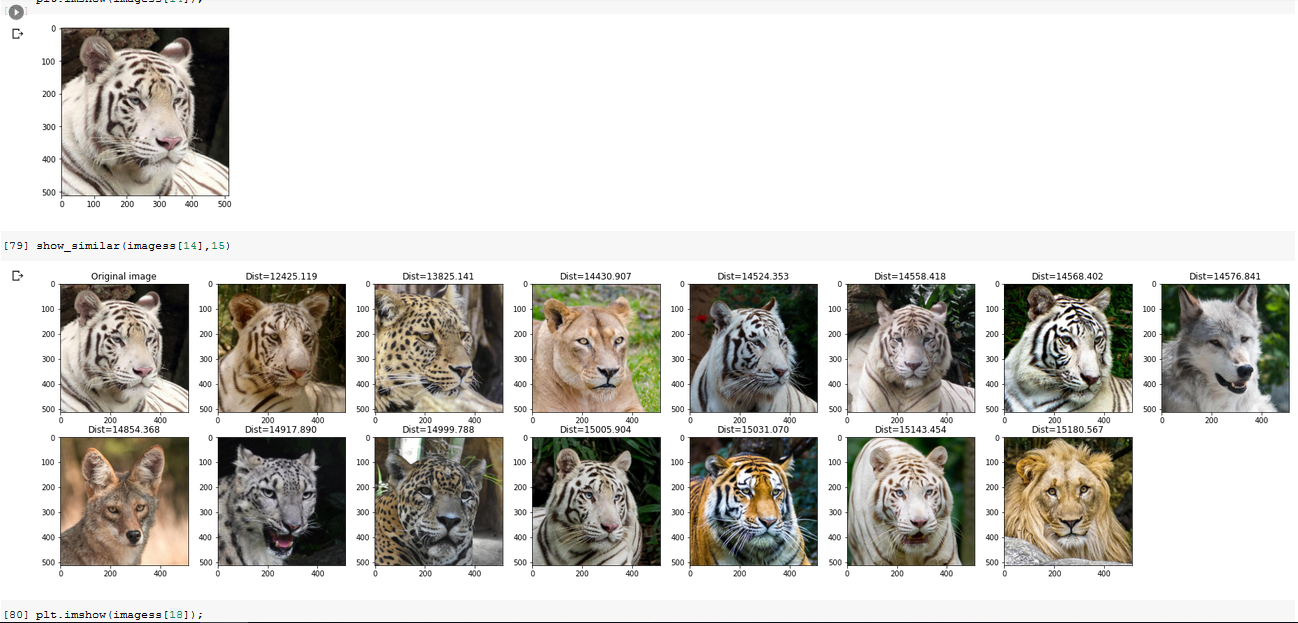 plt.imshow(imagess[14]);
0
100
200
300
400
500
0 100 200 300 400 500
[79] show_similar(imagess[14],15)
Original image Dist=12425.119 Dist=13825.141 Dist=14430.907 Dist=14524.353 Dist=14558.418 Dist=14568.402 Dist=14576.841
0 0 0 0 0 0 0 0
100 100 100 100 100 100 100 100
200 200 200 200 200 200 200 200
300 300 300 300 300 300 300 300
400 400 400 400 400 400 400 400
500 500 500 500 500 500 500 500
0 200 400 0 200 400 0 200 400 0 200 400 0 200 400 0 200 400 0 200 400 0 200 400
Dist=14854.368 Dist=14917.890 Dist=14999.788 Dist=15005.904 Dist=15031.070 Dist=15143.454 Dist=15180.567
0 0 0 0 0 0 0
100 100 100 100 100 100 100
200 200 200 200 200 200 200
300 300 300 300 300 300 300
400 400 400 400 400 400 400
500 500 500 500 500 500 500
0 200 400 0 200 400 0 200 400 0 200 400 0 200 400 0 200 400 0 200 400
[80] plt.imshow(imagess[18]);